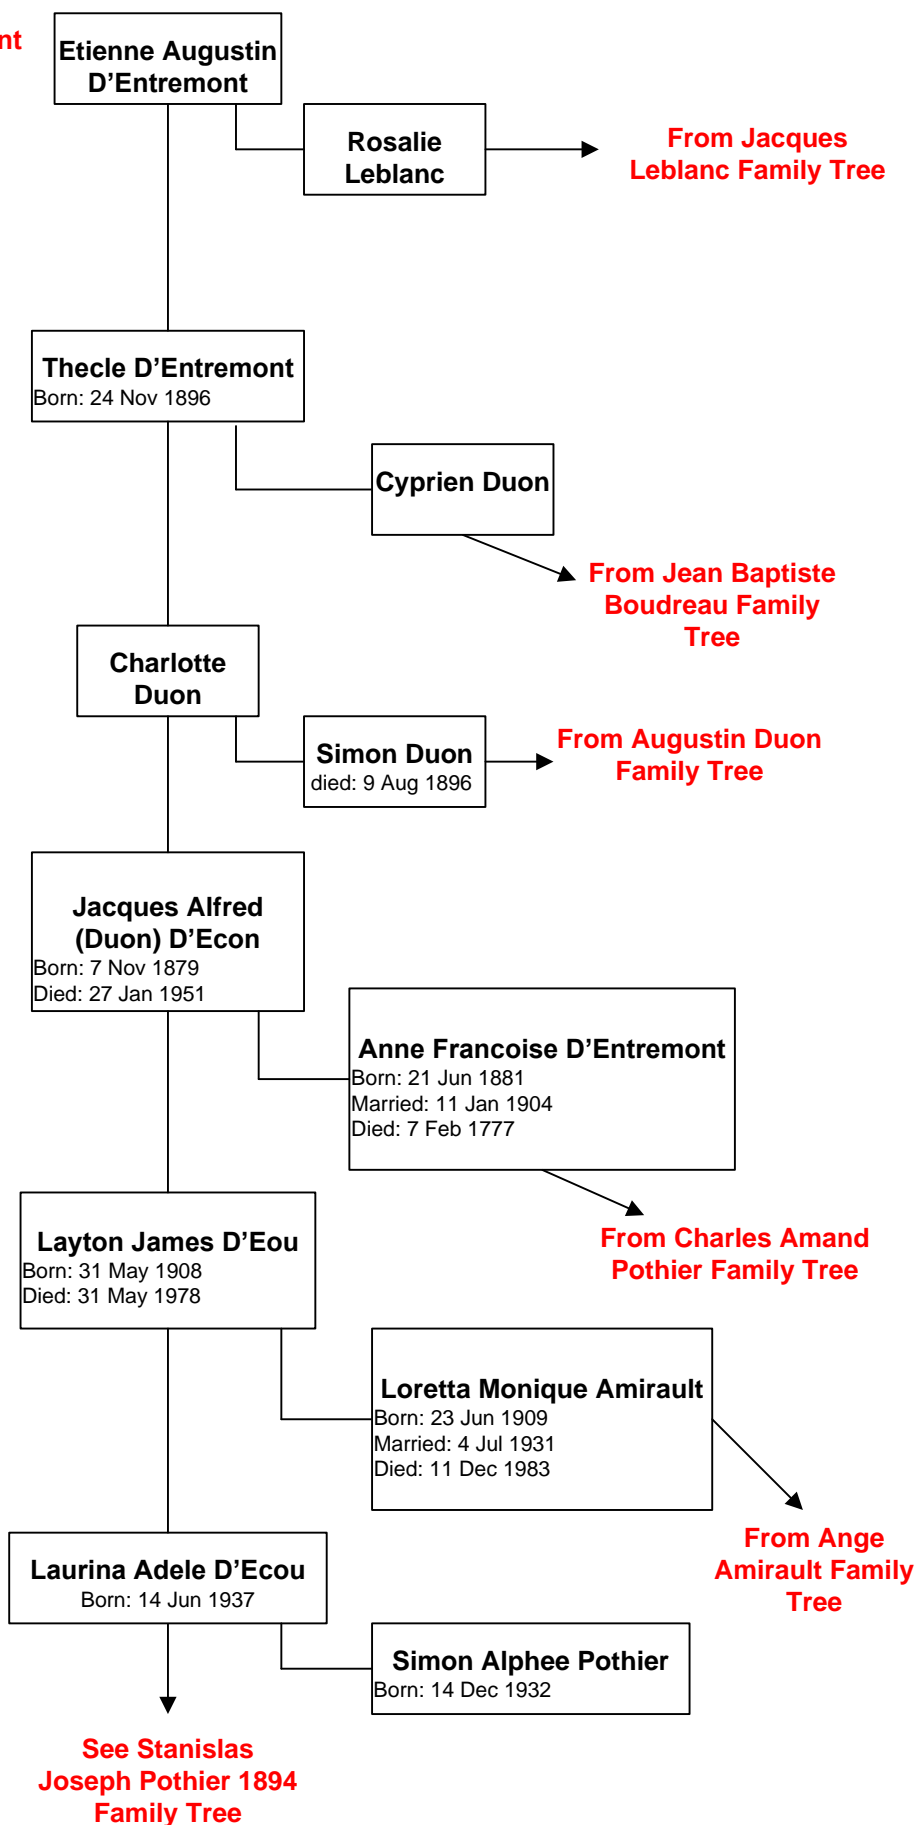 nt
Etienne Augustin
D'Entremont
Rosalie
Leblanc
From Jacques
Leblanc Family Tree
Thecle D'Entremont
Born: 24 Nov 1896
Cyprien Duon
From Jean Baptiste
Boudreau Family
Tree
Charlotte
Duon
Simon Duon
died: 9 Aug 1896
From Augustin Duon
Family Tree
Jacques Alfred
(Duon) D'Econ
Born: 7 Nov 1879
Died: 27 Jan 1951
Anne Francoise D'Entremont
Born: 21 Jun 1881
Married: 11 Jan 1904
Died: 7 Feb 1777
From Charles Amand
Pothier Family Tree
Layton James D'Eou
Born: 31 May 1908
Died: 31 May 1978
Loretta Monique Amirault
Born: 23 Jun 1909
Married: 4 Jul 1931
Died: 11 Dec 1983
From Ange
Amirault Family
Tree
Laurina Adele D'Ecou
Born: 14 Jun 1937
Simon Alphee Pothier
Born: 14 Dec 1932
See Stanislas
Joseph Pothier 1894
Family Tree